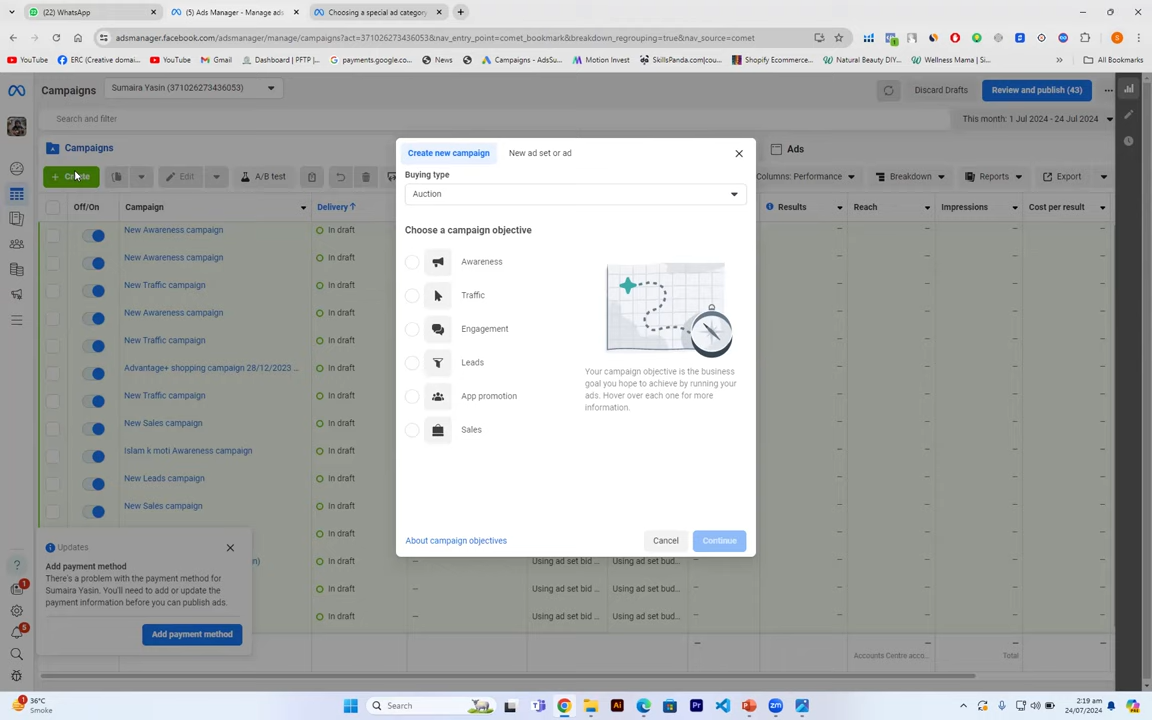 (22) WhatsApp
(5) Ads Manager - Manage ads
Choosing a special ad category
adsmanager.facebook.com/adsmanager/manage/campaigns?act=371026273436053&nav_entry_point=comet_bookmark&breakdown_regrouping=true&nav_source=comet
YouTube
ERC (Creative domai...
YouTube
Gmail
Dashboard | PFTP |...
payments.google.co...
News
Campaigns - AdsSu...
Motion Invest
SkillsPanda.com|cou...
Shopify Ecommerce...
Natural Beauty DIY...
Wellness Mama | Si...
All Bookmarks
Campaigns
Sumaira Yasin (371026273436053)
Discard Drafts
Review and publish (43)
Search and filter
This month: 1 Jul 2024 - 24 Jul 2024
Campaigns
Ads
+ Create
Edit
A/B test
Columns: Performance
Breakdown
Reports
Export
Off/On
Campaign
Delivery
Results
Reach
Impressions
Cost per result
New Awareness campaign
In draft
New Awareness campaign
In draft
New Traffic campaign
In draft
New Awareness campaign
In draft
New Traffic campaign
In draft
Advantage+ shopping campaign 28/12/2023 ...
In draft
New Traffic campaign
In draft
New Sales campaign
In draft
Islam k moti Awareness campaign
In draft
New Leads campaign
In draft
New Sales campaign
In draft
In draft
In draft
Using ad set bid ...
Using ad set bud...
In draft
Using ad set bid ...
Using ad set bud...
In draft
Using ad set bid ...
Using ad set bud...
Accounts Centre acco...
Total
Create new campaign
New ad set or ad
Buying type
Auction
Choose a campaign objective
Awareness
Traffic
Engagement
Leads
App promotion
Sales
Your campaign objective is the business
goal you hope to achieve by running your
ads. Hover over each one for more
information.
About campaign objectives
Cancel
Continue
Updates
Add payment method
There's a problem with the payment method for
Sumaira Yasin. You'll need to add or update the
payment information before you can publish ads.
Add payment method
36°C
Smoke
Search
2:19 am
24/07/2024